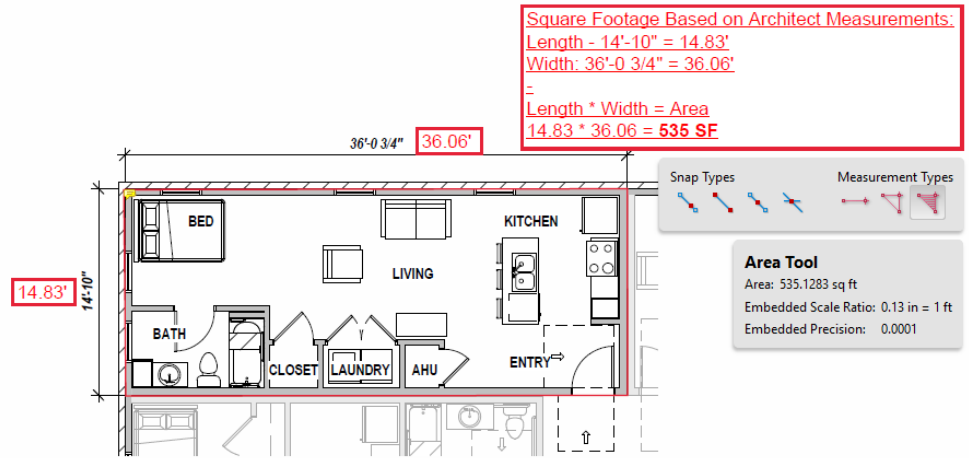 Square Footage Based on Architect Measurements:
Length - 14'-10" = 14.83'
Width: 36'-0 3/4" = 36.06'
-
Length * Width = Area
14.83 * 36.06 = 535 SF
36'-0 3/4"
36.06'
Snap Types
Measurement Types
BED
KITCHEN
Area Tool
Area: 535.1283 sq ft
Embedded Scale Ratio: 0.13 in = 1 ft
Embedded Precision: 0.0001
LIVING
14.83'
14'-10"
BATH
CLOSET
LAUNDRY
AHU
ENTRY